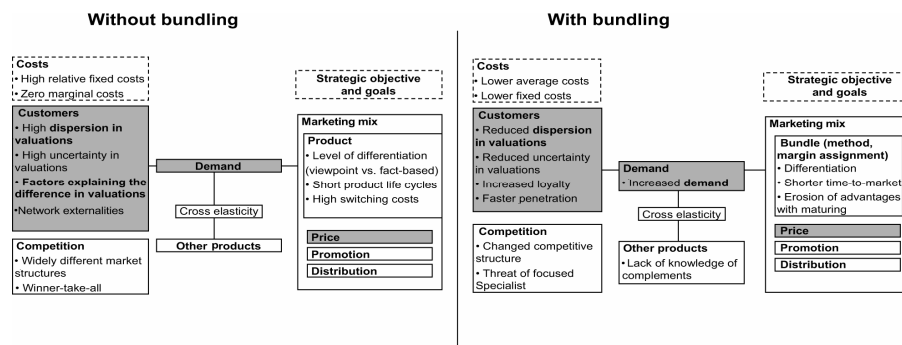 Without bundling
Costs
• High relative fixed costs
• Zero marginal costs
Customers
• High dispersion in
valuations
• High uncertainty in
valuations
• Factors explaining the
difference in valuations
•Network externalities
Competition
• Widely different market
structures
• Winner-take-all
Demand
Cross elasticity
Other products
Strategic objective
and goals
Marketing mix
Product
• Level of differentiation
(viewpoint vs. fact-based)
• Short product life cycles
• High switching costs
Price
Promotion
Distribution
With bundling
Costs
• Lower average costs
• Lower fixed costs
Customers
• Reduced dispersion in
valuations
• Reduced uncertainty
in valuations
• Increased loyalty
• Faster penetration
Competition
• Changed competitive
structure
• Threat of focused
Specialist
Demand
• Increased demand
Cross elasticity
Other products
• Lack of knowledge of
complements
Strategic objective
and goals
Marketing mix
Bundle (method,
margin assignment)
• Differentiation
• Shorter time-to-market
• Erosion of advantages
with maturing
Price
Promotion
Distribution